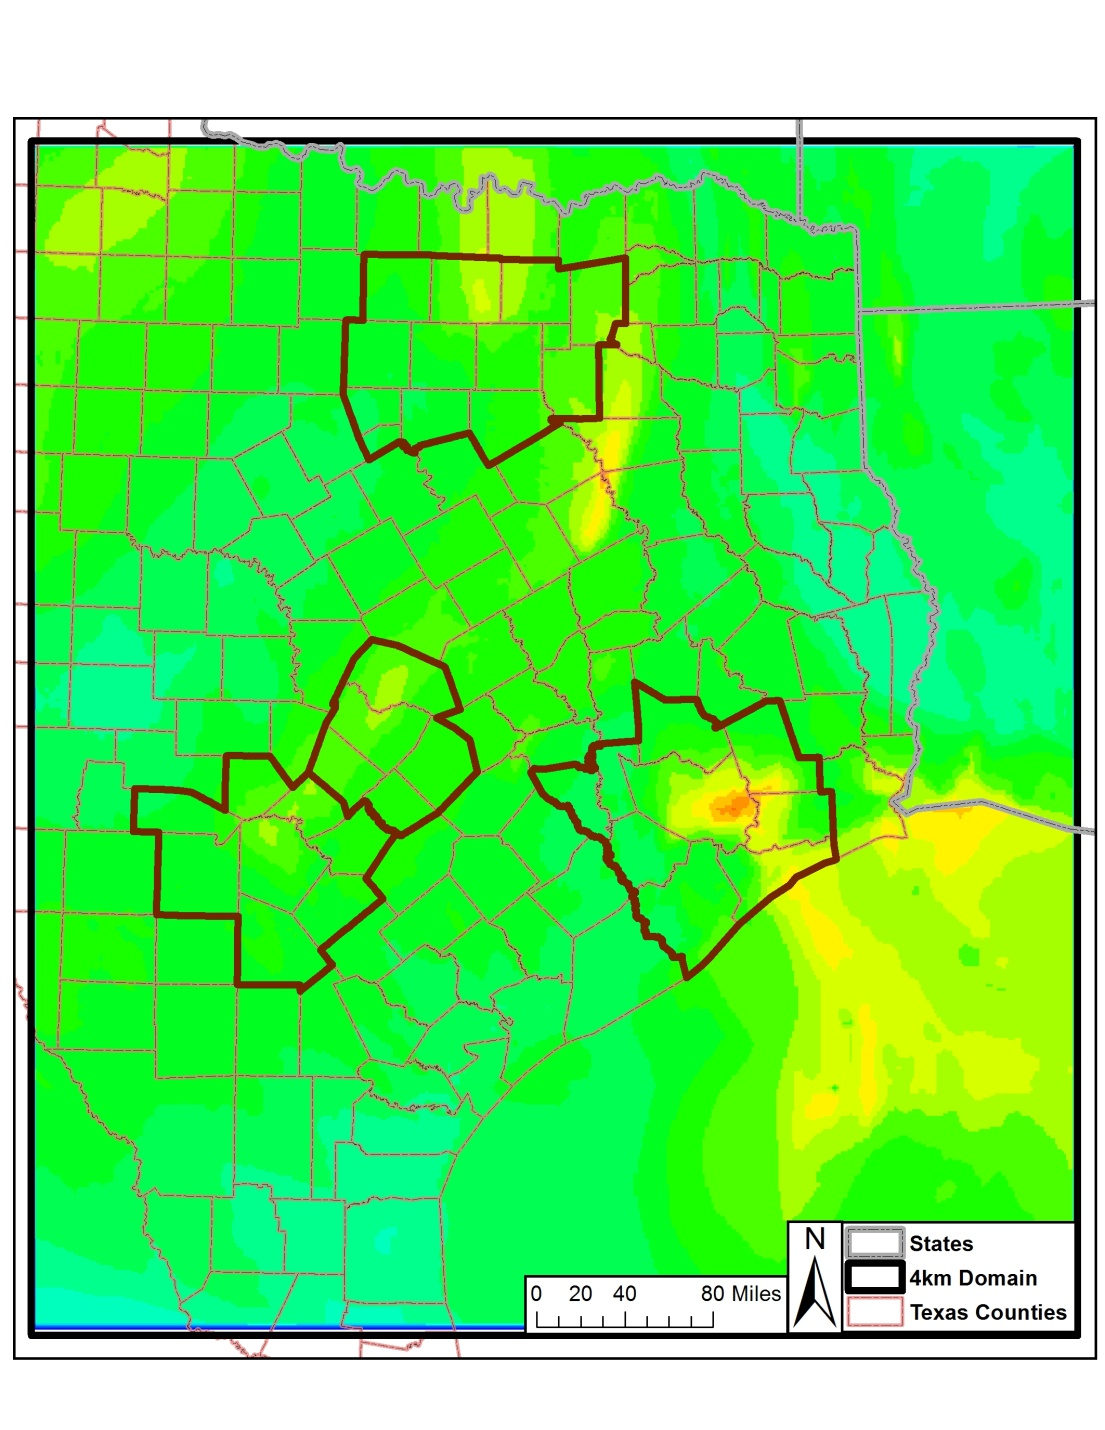 N
States
4km Domain
Texas Counties
0 20 40 80 Miles